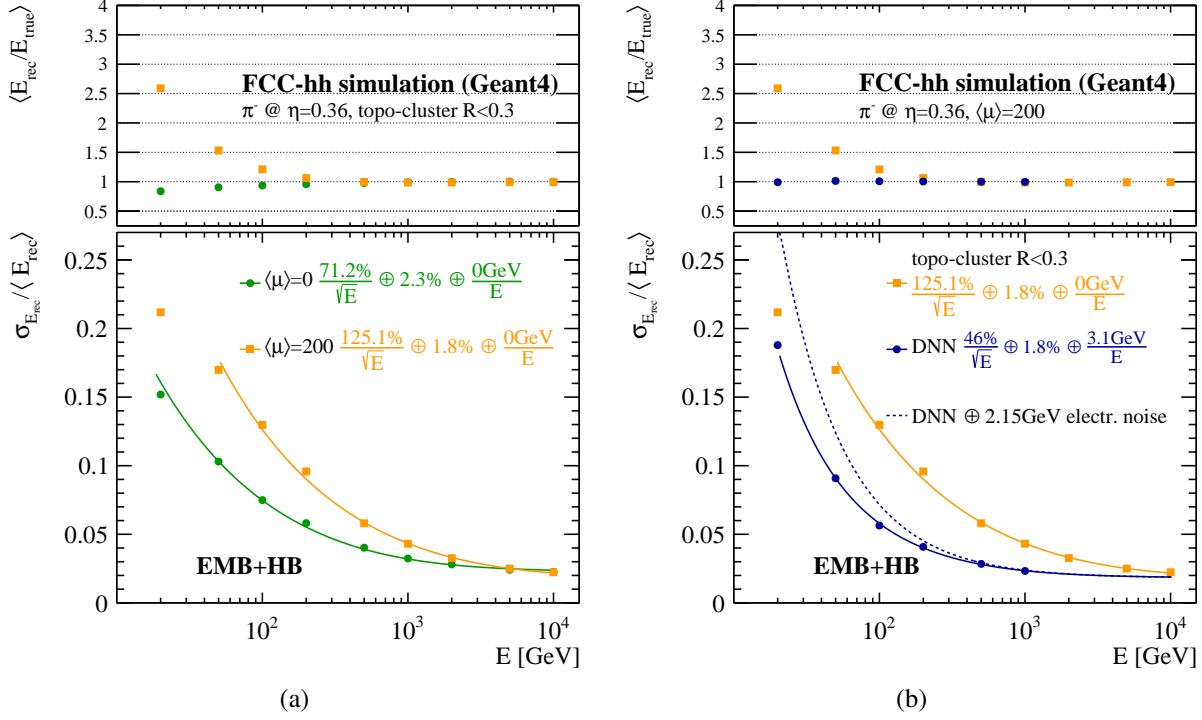 ⟨E_rec/E_true⟩
4
3.5
3
2.5
2
1.5
1
0.5
FCC-hh simulation (Geant4)
π⁻ @ η=0.36, topo-cluster R<0.3
σ_E_rec/⟨E_rec⟩
0.25
0.2
0.15
0.1
0.05
0
⟨μ⟩=0 71.2%/√E ⊕ 2.3% ⊕ 0GeV/E
⟨μ⟩=200 125.1%/√E ⊕ 1.8% ⊕ 0GeV/E
EMB+HB
10² 10³ 10⁴
E [GeV]
(a)
⟨E_rec/E_true⟩
4
3.5
3
2.5
2
1.5
1
0.5
FCC-hh simulation (Geant4)
π⁻ @ η=0.36, ⟨μ⟩=200
σ_E_rec/⟨E_rec⟩
0.25
0.2
0.15
0.1
0.05
0
topo-cluster R<0.3
125.1%/√E ⊕ 1.8% ⊕ 0GeV/E
DNN 46%/√E ⊕ 1.8% ⊕ 3.1GeV/E
DNN ⊕ 2.15GeV electr. noise
EMB+HB
10² 10³ 10⁴
E [GeV]
(b)